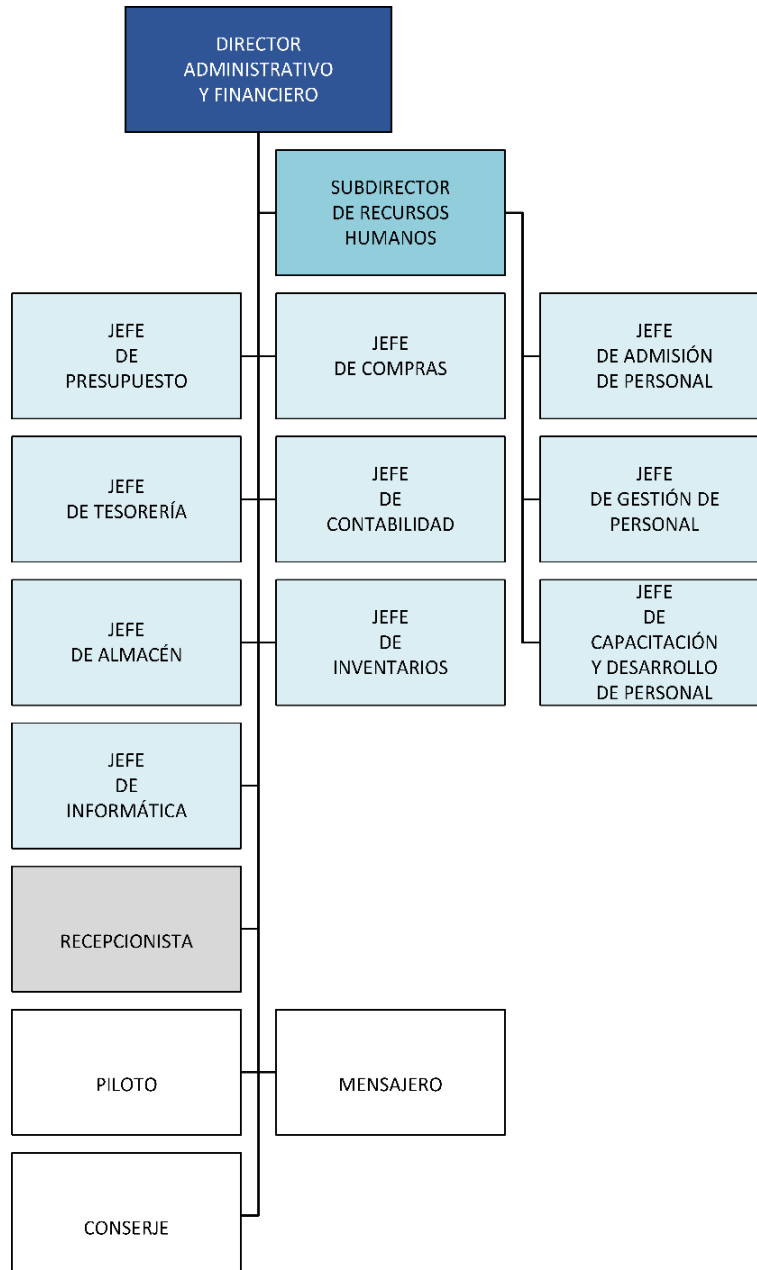 DIRECTOR
ADMINISTRATIVO
Y FINANCIERO
SUBDIRECTOR
DE RECURSOS
HUMANOS
JEFE
DE
PRESUPUESTO
JEFE
DE COMPRAS
JEFE
DE ADMISIÓN
DE PERSONAL
JEFE
DE TESORERÍA
JEFE
DE
CONTABILIDAD
JEFE
DE GESTIÓN DE
PERSONAL
JEFE
DE ALMACÉN
JEFE
DE
INVENTARIOS
JEFE
DE
CAPACITACIÓN
Y DESARROLLO
DE PERSONAL
JEFE
DE
INFORMÁTICA
RECEPCIONISTA
PILOTO
MENSAJERO
CONSERJE